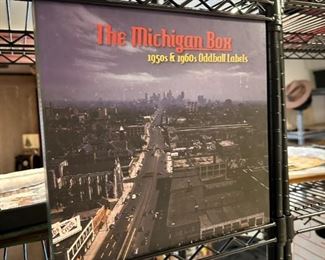 The Michigan Box
1950s & 1960s Oddball Labels